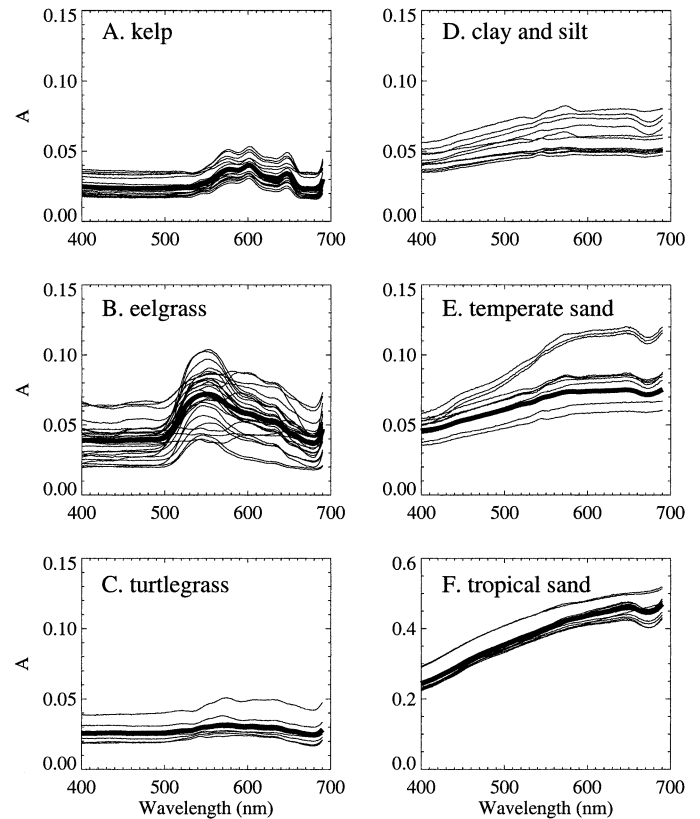 A. kelp
0.15
0.10
A
0.05
0.00
400 500 600 700
D. clay and silt
0.15
0.10
0.05
0.00
400 500 600 700
B. eelgrass
0.15
0.10
A
0.05
0.00
400 500 600 700
E. temperate sand
0.15
0.10
0.05
0.00
400 500 600 700
C. turtlegrass
0.15
0.10
A
0.05
0.00
400 500 600 700
Wavelength (nm)
F. tropical sand
0.6
0.4
0.2
0.0
400 500 600 700
Wavelength (nm)